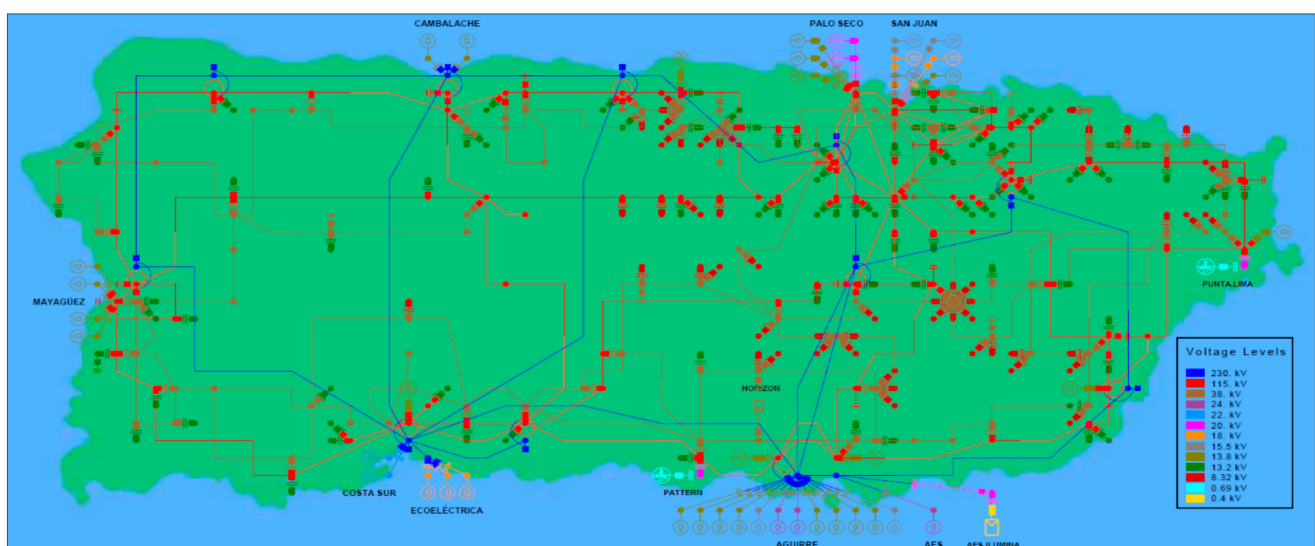 CAMBALACHE
PALO SECO
SAN JUAN
MAYAGÜEZ
PUNTA LIMA
HORIZON
COSTA SUR
ECOELÉCTRICA
PATTERN
AGUIRRE
AES
AES ILUMINA
Voltage Levels
230. kV
115. kV
38. kV
24. kV
22. kV
20. kV
18. kV
15.5 kV
13.8 kV
13.2 kV
8.32 kV
0.69 kV
0.4 kV